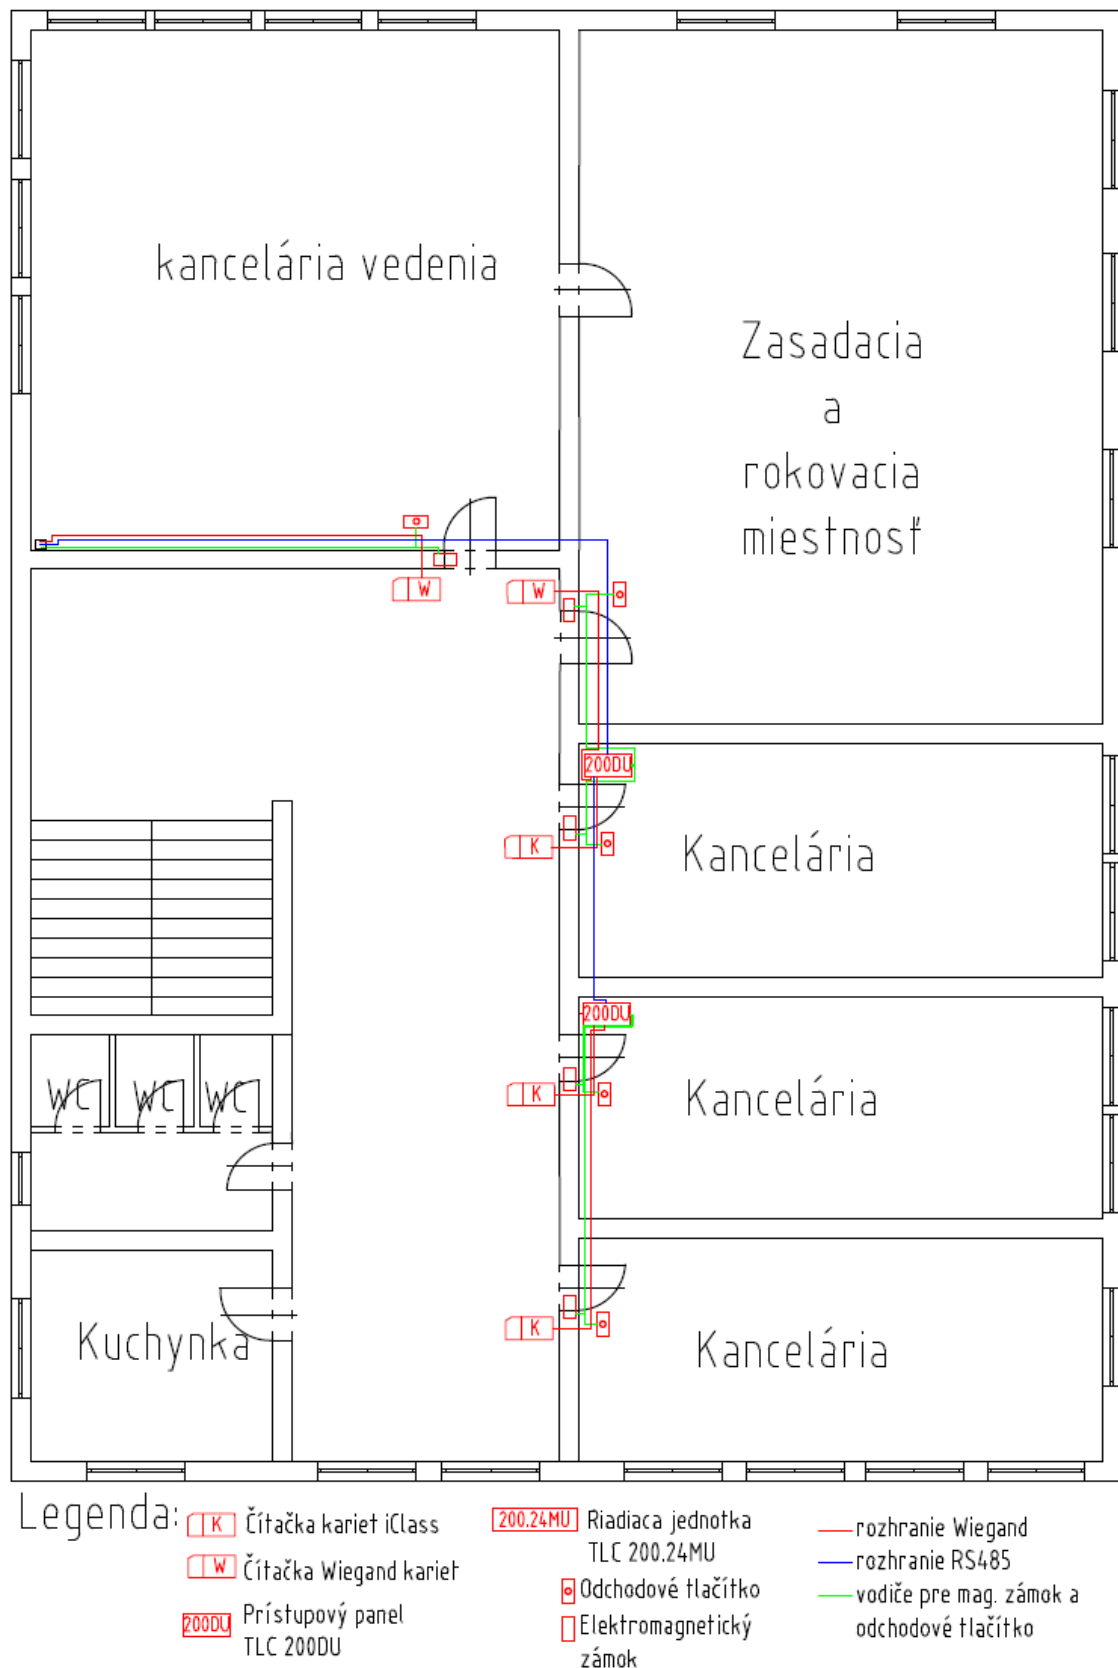 kancelária vedenia
Zasadacia
a
rokovacia
miestnosť
W
W
200DU
K
Kancelária
200DU
K
Kancelária
WC
WC
WC
Kuchynka
K
Kancelária
Legenda:
K Čítačka kariet iClass
W Čítačka Wiegand kariet
200DU Prístupový panel
TLC 200DU
200.24MU Riadiaca jednotka
TLC 200.24MU
Odchodové tlačítko
Elektromagnetický
zámok
rozhranie Wiegand
rozhranie RS485
vodiče pre mag. zámok a
odchodové tlačítko